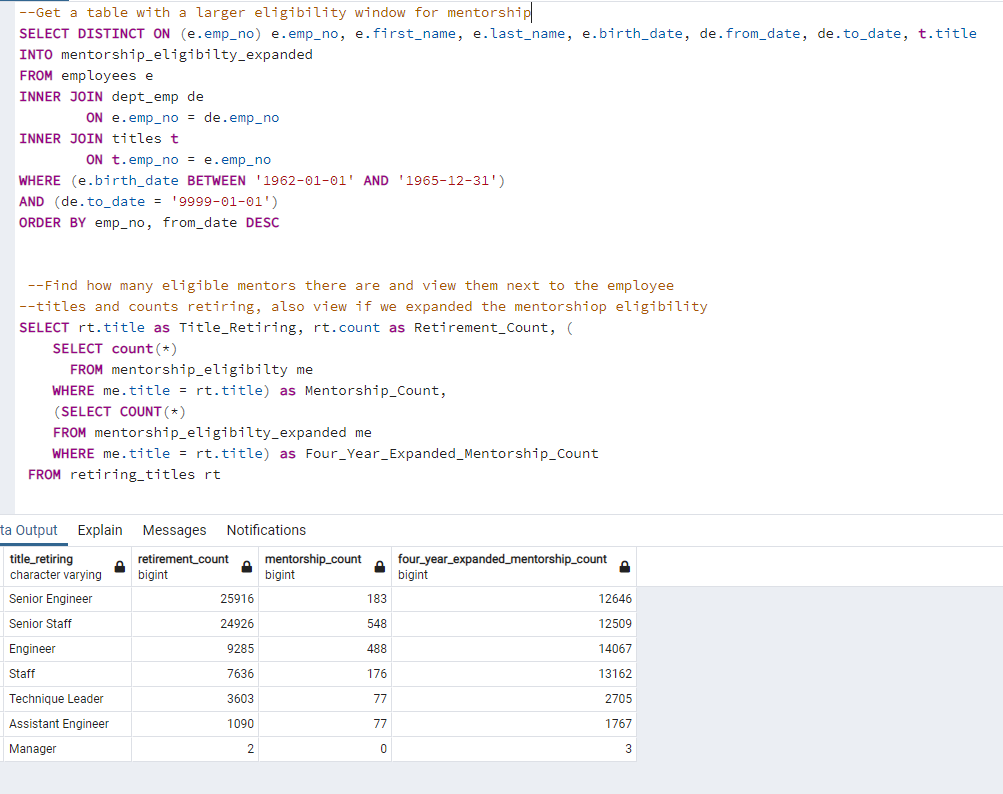 --Get a table with a larger eligibility window for mentorship
SELECT DISTINCT ON (e.emp_no) e.emp_no, e.first_name, e.last_name, e.birth_date, de.from_date, de.to_date, t.title
INTO mentorship_eligibilty_expanded
FROM employees e
INNER JOIN dept_emp de
ON e.emp_no = de.emp_no
INNER JOIN titles t
ON t.emp_no = e.emp_no
WHERE (e.birth_date BETWEEN '1962-01-01' AND '1965-12-31')
AND (de.to_date = '9999-01-01')
ORDER BY emp_no, from_date DESC
--Find how many eligible mentors there are and view them next to the employee
--titles and counts retiring, also view if we expanded the mentorshiop eligibility
SELECT rt.title as Title_Retiring, rt.count as Retirement_Count, (
SELECT count(*)
FROM mentorship_eligibilty me
WHERE me.title = rt.title) as Mentorship_Count,
(SELECT COUNT(*)
FROM mentorship_eligibilty_expanded me
WHERE me.title = rt.title) as Four_Year_Expanded_Mentorship_Count
FROM retiring_titles rt
ta Output Explain Messages Notifications
title_retiring retirement_count mentorship_count four_year_expanded_mentorship_count
character varying bigint bigint bigint
Senior Engineer 25916 183 12646
Senior Staff 24926 548 12509
Engineer 9285 488 14067
Staff 7636 176 13162
Technique Leader 3603 77 2705
Assistant Engineer 1090 77 1767
Manager 2 0 3